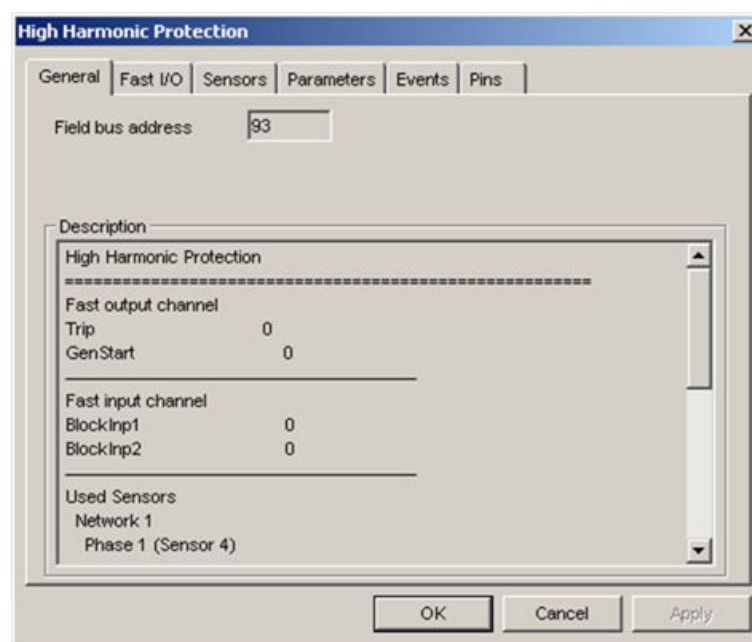 High Harmonic Protection
General Fast I/O Sensors Parameters Events Pins
Field bus address 93
Description
High Harmonic Protection
=======================================================
Fast output channel
Trip 0
GenStart 0
Fast input channel
BlockInp1 0
BlockInp2 0
Used Sensors
Network 1
Phase 1 (Sensor 4)
OK Cancel Apply